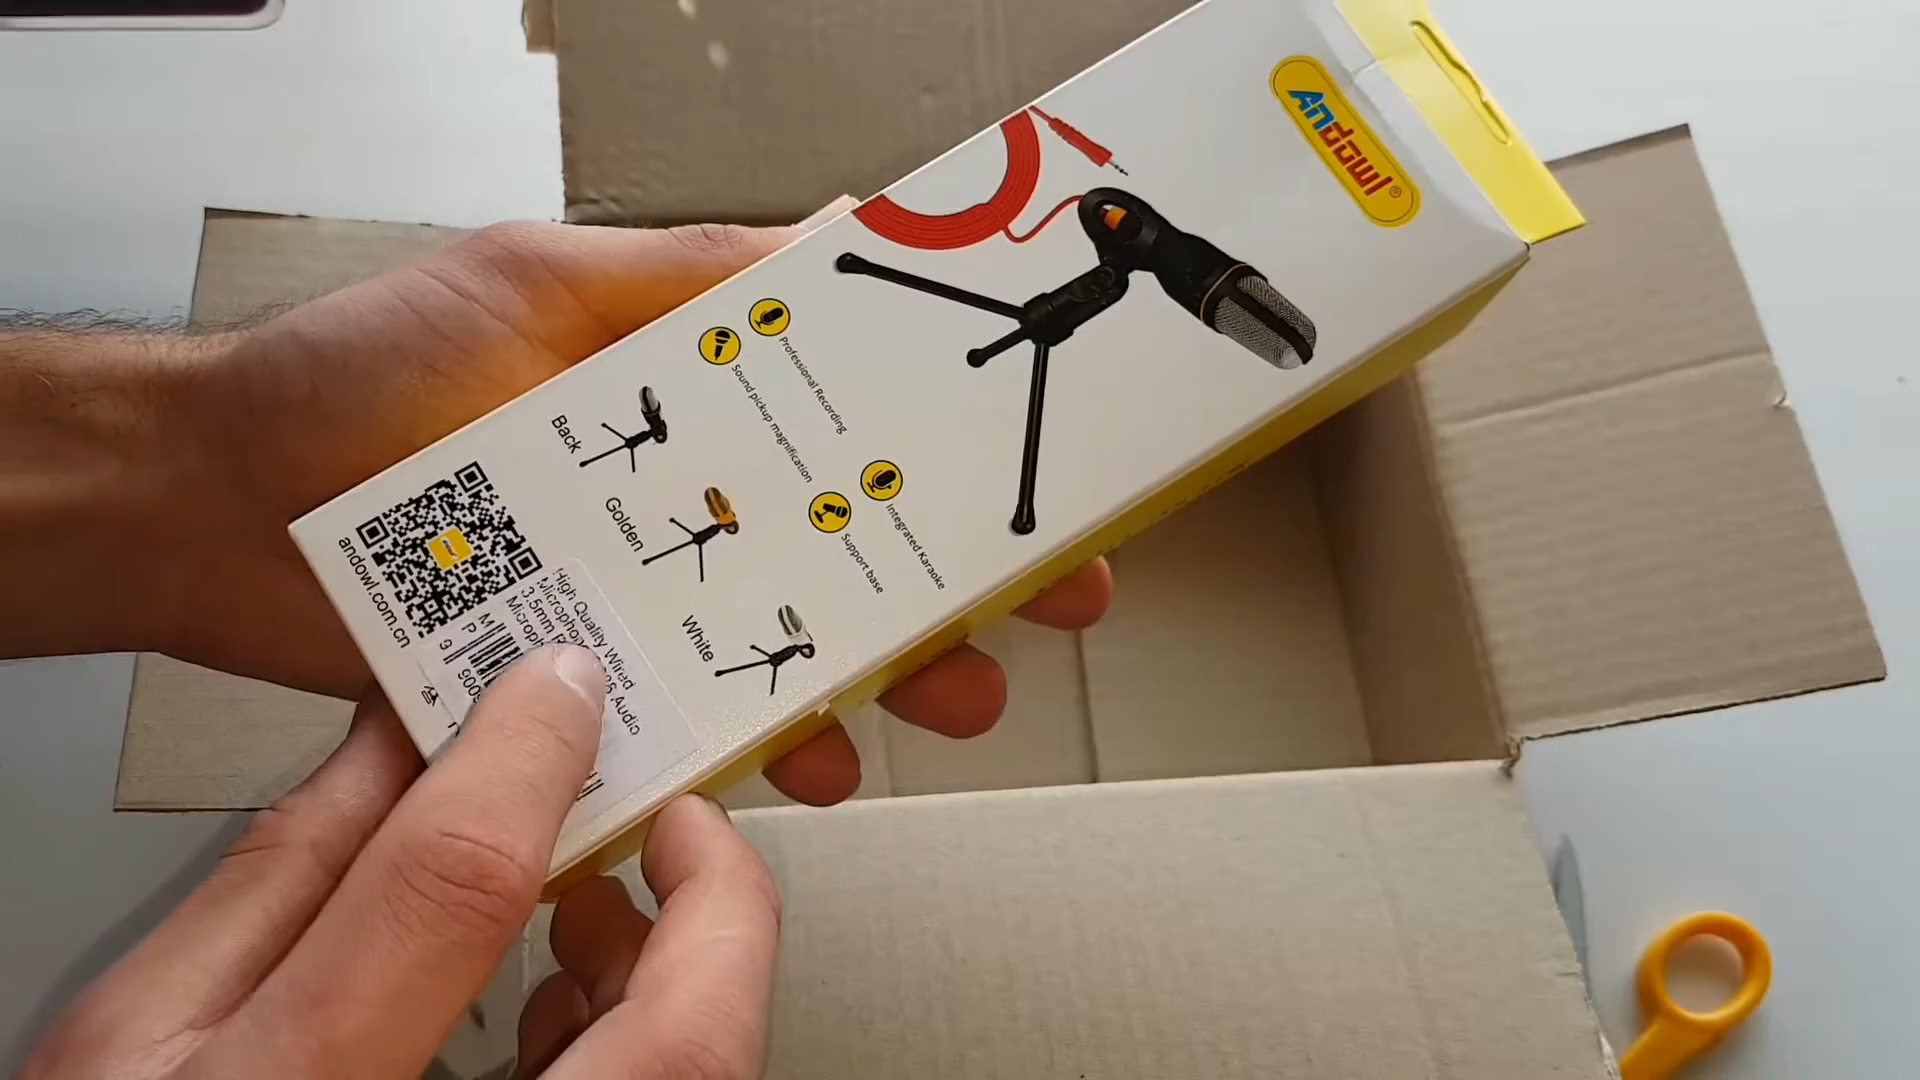 Andowl®
Professional Recording
Sound pickup magnification
Integrated Karaoke
Support base
Back
Golden
White
andowl.com.cn
High Quality Wired
3.5mm
Audio